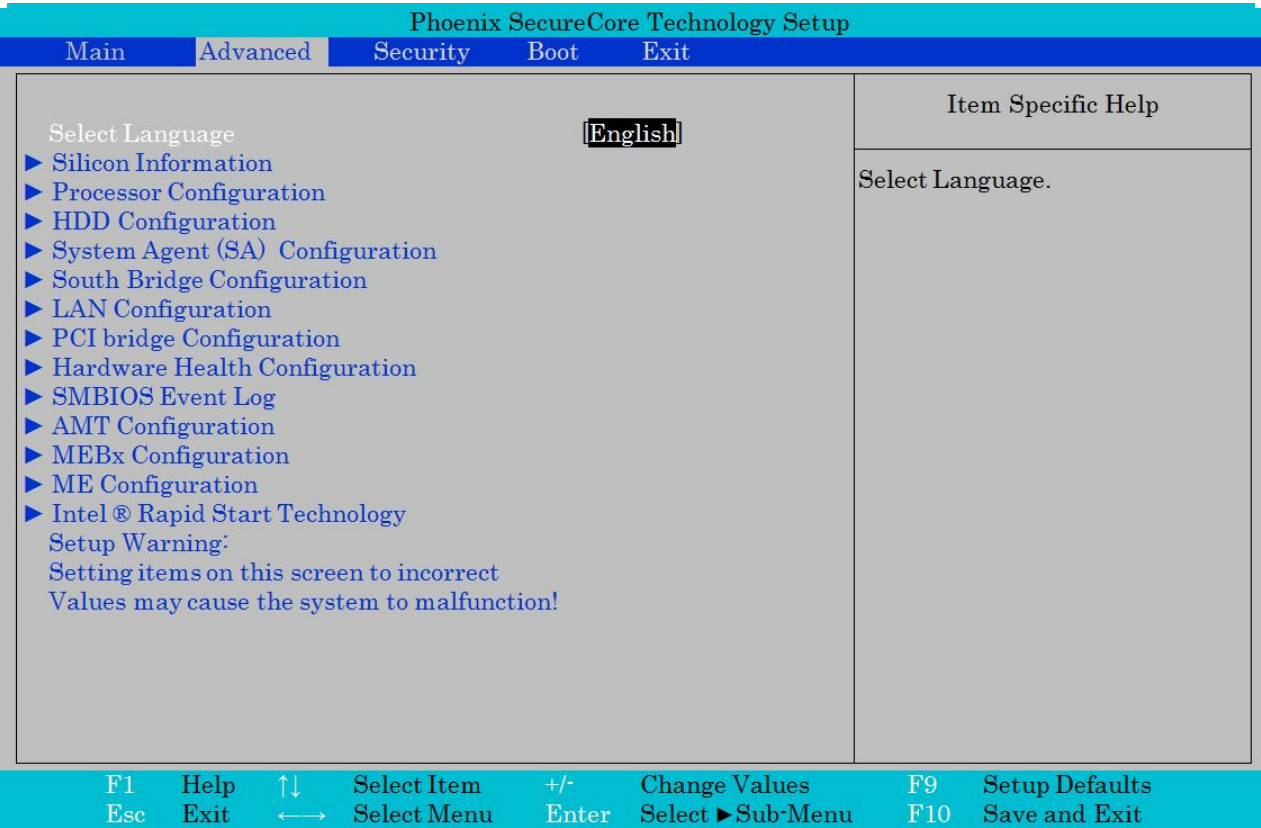 Phoenix SecureCore Technology Setup
Main Advanced Security Boot Exit
Item Specific Help
Select Language [English]
Select Language.
► Silicon Information
► Processor Configuration
► HDD Configuration
► System Agent (SA) Configuration
► South Bridge Configuration
► LAN Configuration
► PCI bridge Configuration
► Hardware Health Configuration
► SMBIOS Event Log
► AMT Configuration
► MEBx Configuration
► ME Configuration
► Intel ® Rapid Start Technology
Setup Warning:
Setting items on this screen to incorrect
Values may cause the system to malfunction!
F1 Help ↑↓ Select Item +/- Change Values F9 Setup Defaults
Esc Exit ←→ Select Menu Enter Select ►Sub-Menu F10 Save and Exit